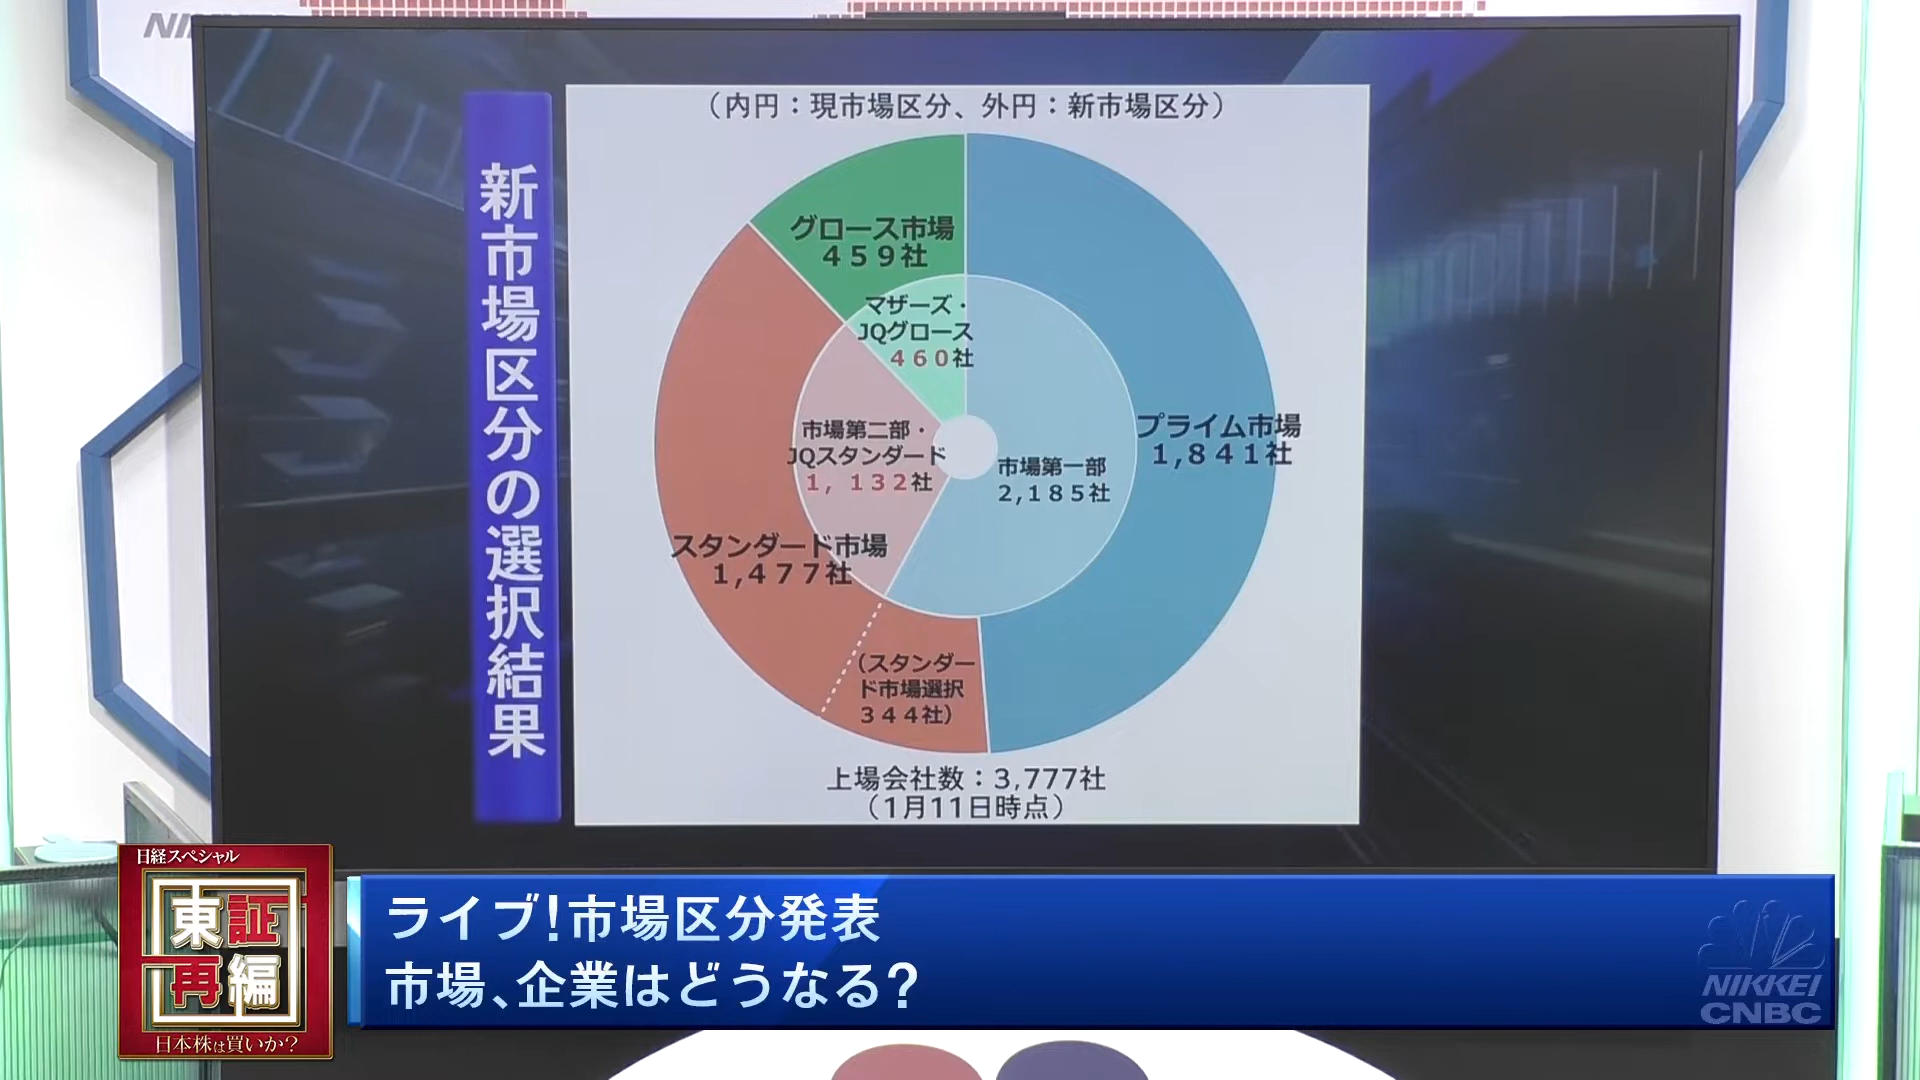 NI
（内円：現市場区分、外円：新市場区分）
新市場区分の選択結果
グロース市場
４５９社
マザーズ・
JQグロース
４６０社
プライム市場
１,８４１社
市場第二部・
JQスタンダード
１，１３２社
市場第一部
２,１８５社
スタンダード市場
１,４７７社
（スタンダー
ド市場選択
３４４社）
上場会社数：3,777社
（1月11日時点）
日経スペシャル
東証
再編
日本株は買いか？
ライブ！市場区分発表
市場、企業はどうなる？
NIKKEI
CNBC